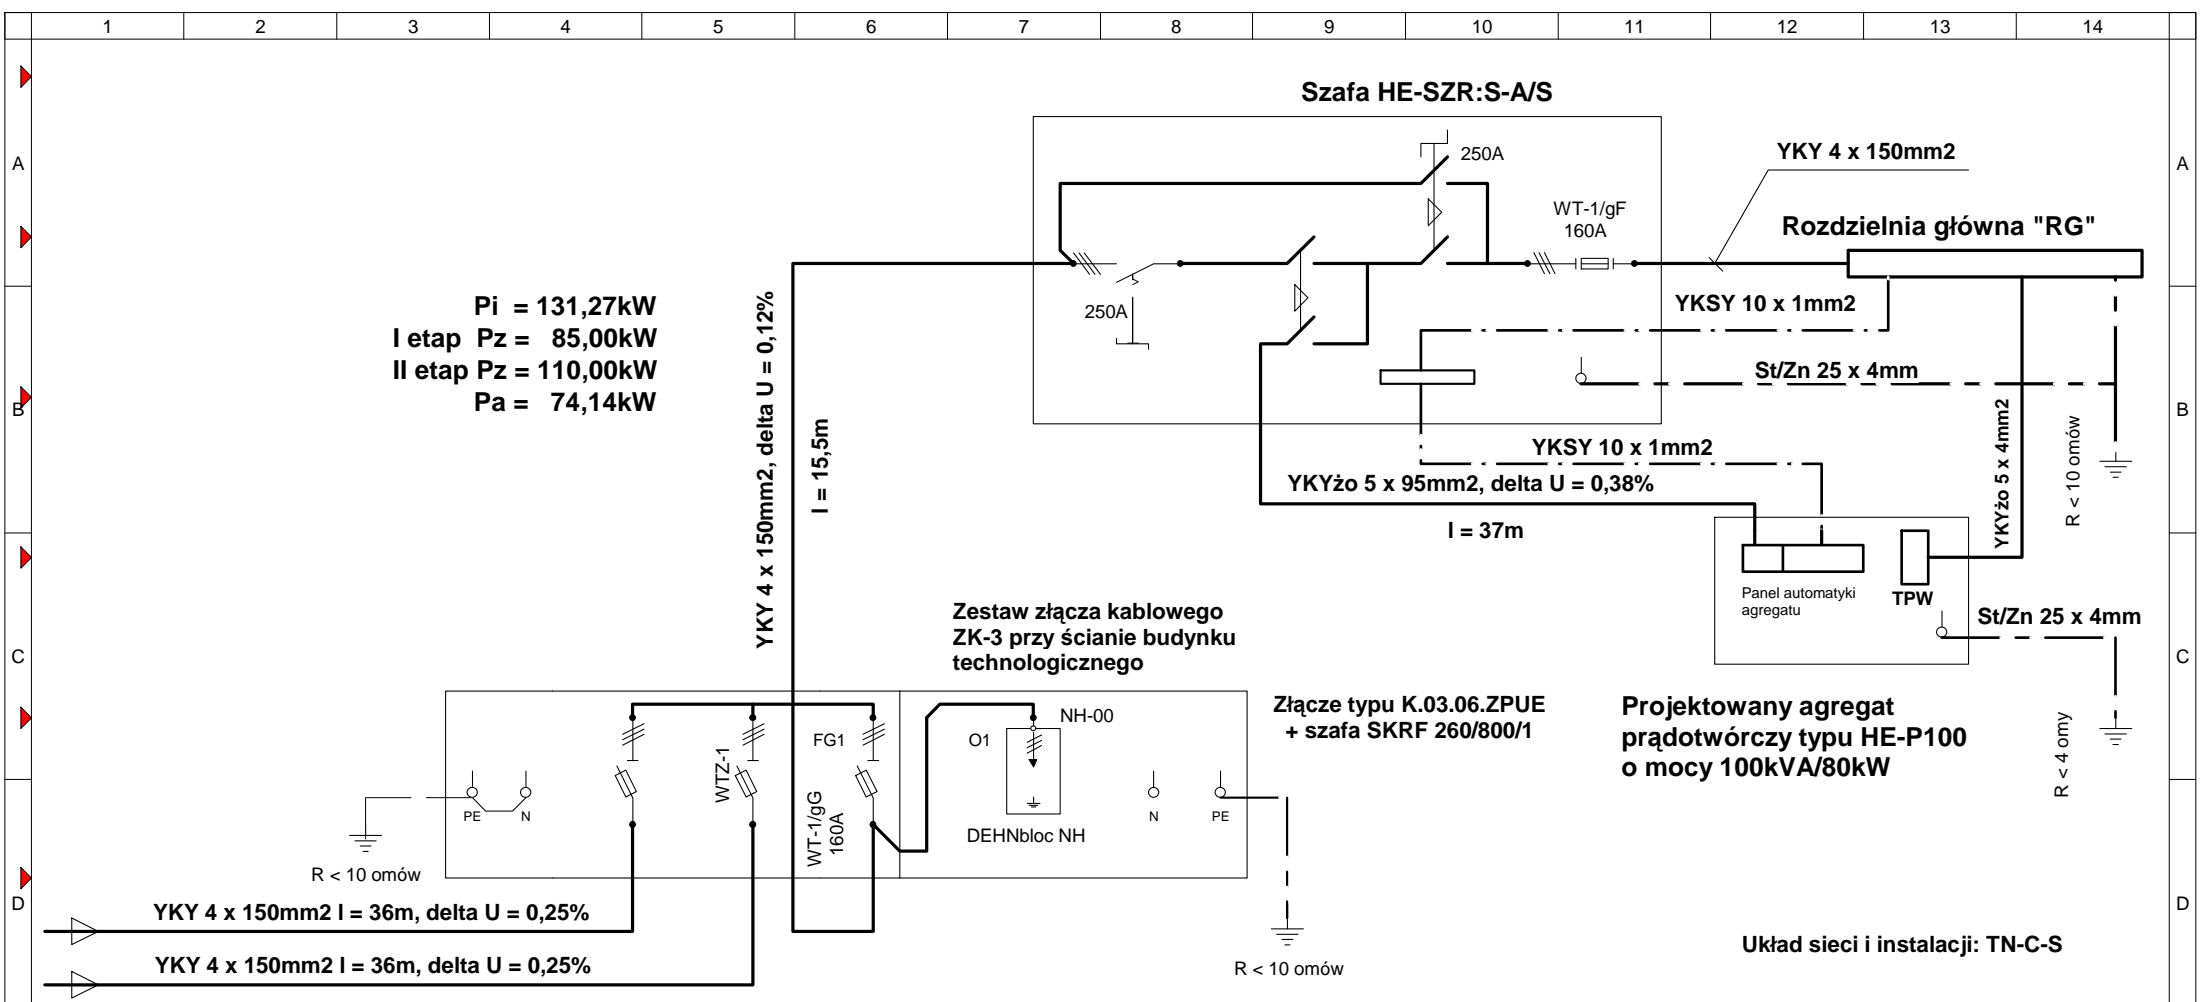 1 2 3 4 5 6 7 8 9 10 11 12 13 14
Szafa HE-SZR:S-A/S
A
250A
YKY 4 x 150mm2
A
WT-1/gF
160A
Rozdzielnia główna "RG"
Pi = 131,27kW
I etap Pz = 85,00kW
II etap Pz = 110,00kW
Pa = 74,14kW
YKY 4 x 150mm2, delta U = 0,12%
l = 15,5m
250A
YKSY 10 x 1mm2
St/Zn 25 x 4mm
B
B
YKSY 10 x 1mm2
YKYżo 5 x 95mm2, delta U = 0,38%
l = 37m
YKYżo 5 x 4mm2
R < 10 omów
Panel automatyki
agregatu
TPW
St/Zn 25 x 4mm
C
C
Zestaw złącza kablowego
ZK-3 przy ścianie budynku
technologicznego
Złącze typu K.03.06.ZPUE
+ szafa SKRF 260/800/1
Projektowany agregat
prądotwórczy typu HE-P100
o mocy 100kVA/80kW
R < 4 omy
NH-00
FG1
O1
WTZ-1
WT-1/gG
160A
PE
N
DEHNbloc NH
N
PE
R < 10 omów
D
D
YKY 4 x 150mm2 l = 36m, delta U = 0,25%
YKY 4 x 150mm2 l = 36m, delta U = 0,25%
R < 10 omów
Układ sieci i instalacji: TN-C-S